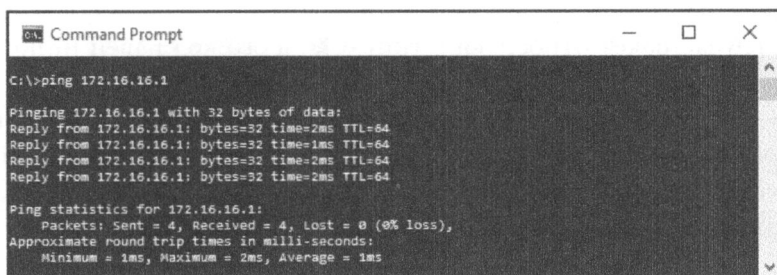 Command Prompt
C:\>ping 172.16.16.1
Pinging 172.16.16.1 with 32 bytes of data:
Reply from 172.16.16.1: bytes=32 time=2ms TTL=64
Reply from 172.16.16.1: bytes=32 time=1ms TTL=64
Reply from 172.16.16.1: bytes=32 time=2ms TTL=64
Reply from 172.16.16.1: bytes=32 time=2ms TTL=64
Ping statistics for 172.16.16.1:
Packets: Sent = 4, Received = 4, Lost = 0 (0% loss),
Approximate round trip times in milli-seconds:
Minimum = 1ms, Maximum = 2ms, Average = 1ms